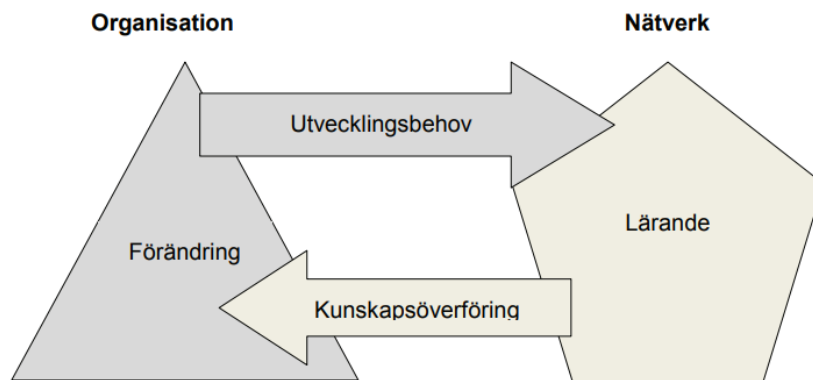 Organisation
Nätverk
Utvecklingsbehov
Lärande
Förändring
Kunskapsöverföring